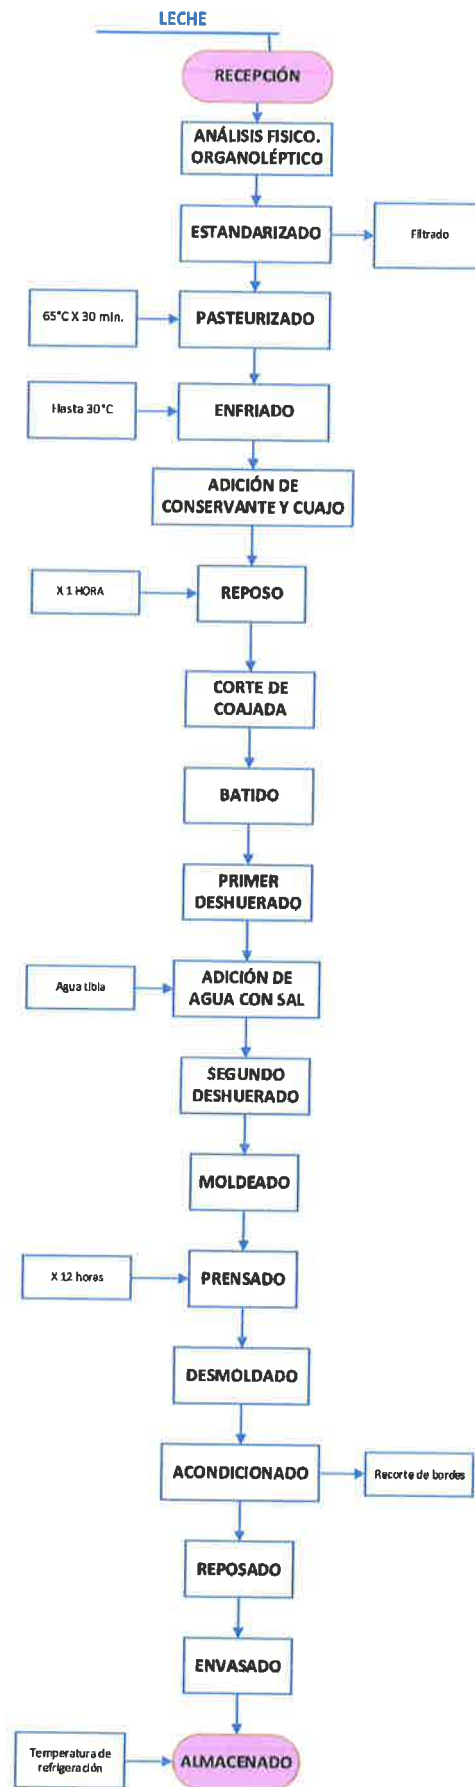 LECHE
RECEPCIÓN
ANÁLISIS FISICO.
ORGANOLÉPTICO
ESTANDARIZADO
Filtrado
65°C X 30 min.
PASTEURIZADO
Hasta 30°C
ENFRIADO
ADICIÓN DE
CONSERVANTE Y CUAJO
X 1 HORA
REPOSO
CORTE DE
COAJADA
BATIDO
PRIMER
DESHUERADO
Agua tibia
ADICIÓN DE
AGUA CON SAL
SEGUNDO
DESHUERADO
MOLDEADO
X 12 horas
PRENSADO
DESMOLDADO
ACONDICIONADO
Recorte de bordes
REPOSADO
ENVASADO
Temperatura de
refrigeración
ALMACENADO